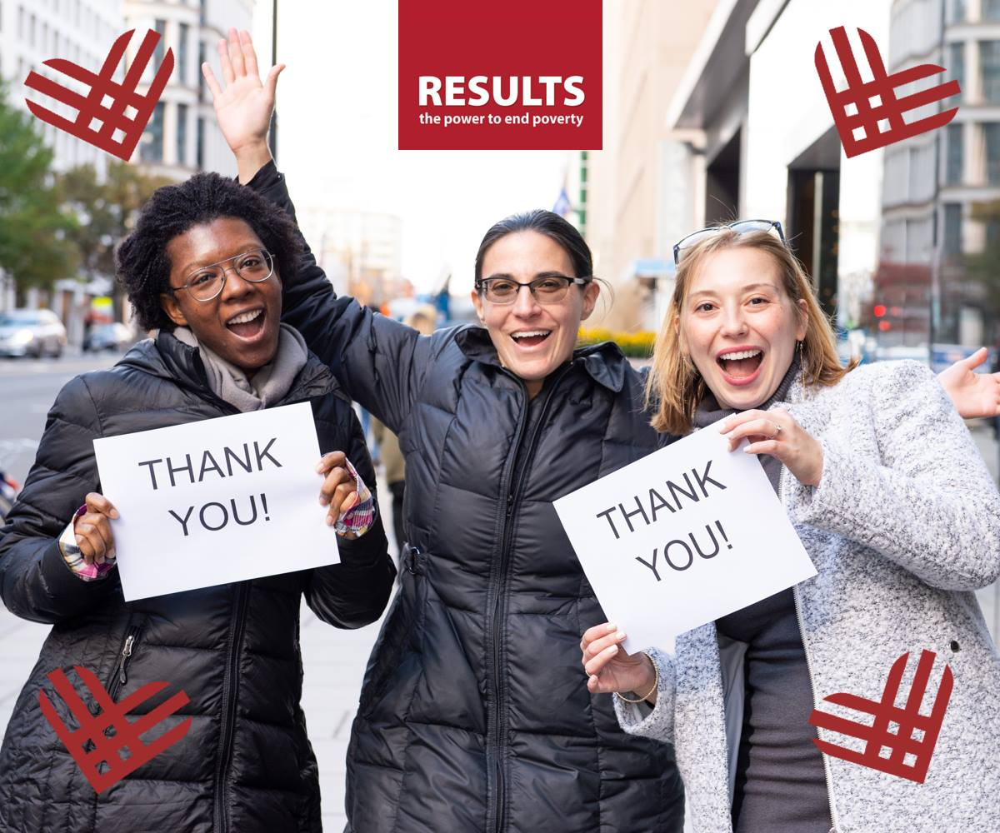 RESULTS
the power to end poverty
THANK
YOU!
THANK
YOU!